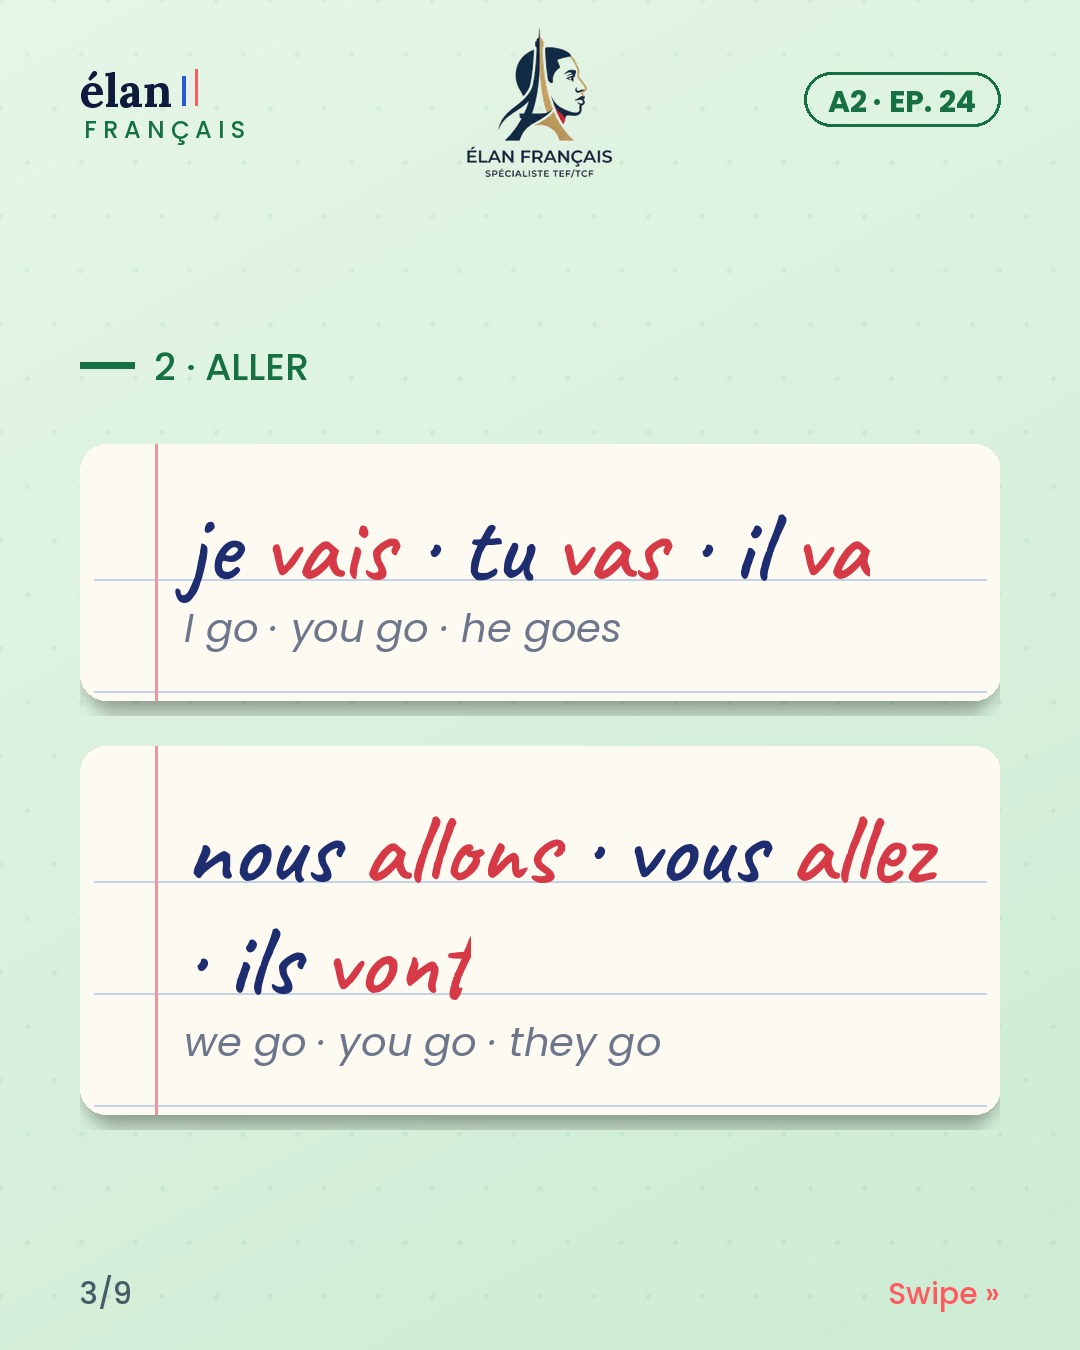 élan
FRANÇAIS
ÉLAN FRANÇAIS
SPÉCIALISTE TEF/TCF
A2 · EP. 24
2 · ALLER
je vais · tu vas · il va
I go · you go · he goes
nous allons · vous allez
· ils vont
we go · you go · they go
3/9
Swipe »